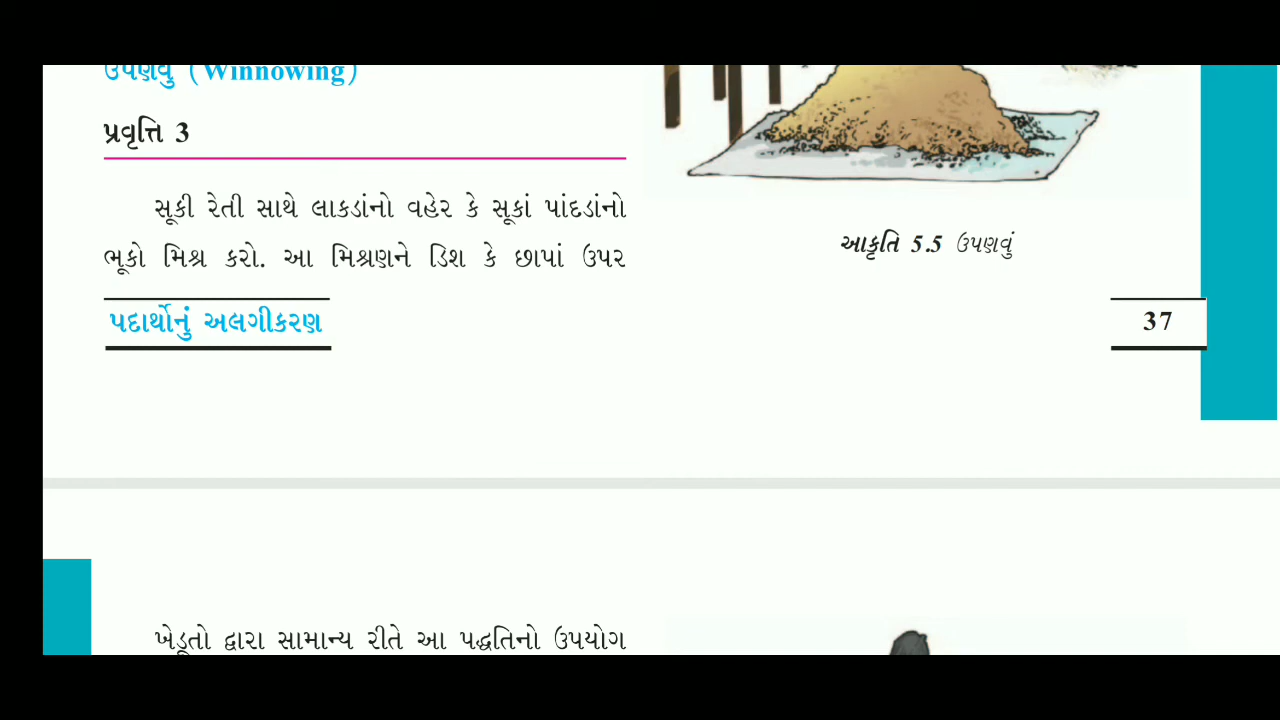 ઉપણવું (Winnowing)
પ્રવૃત્તિ 3
સૂકી રેતી સાથે લાકડાંનો વહેર કે સૂકાં પાંદડાંનો
ભૂકો મિશ્ર કરો. આ મિશ્રણને ડિશ કે છાપાં ઉપર
આકૃતિ 5.5 ઉપણવું
પદાર્થોનું અલગીકરણ
37
ખેડૂતો દ્વારા સામાન્ય રીતે આ પદ્ધતિનો ઉપયોગ